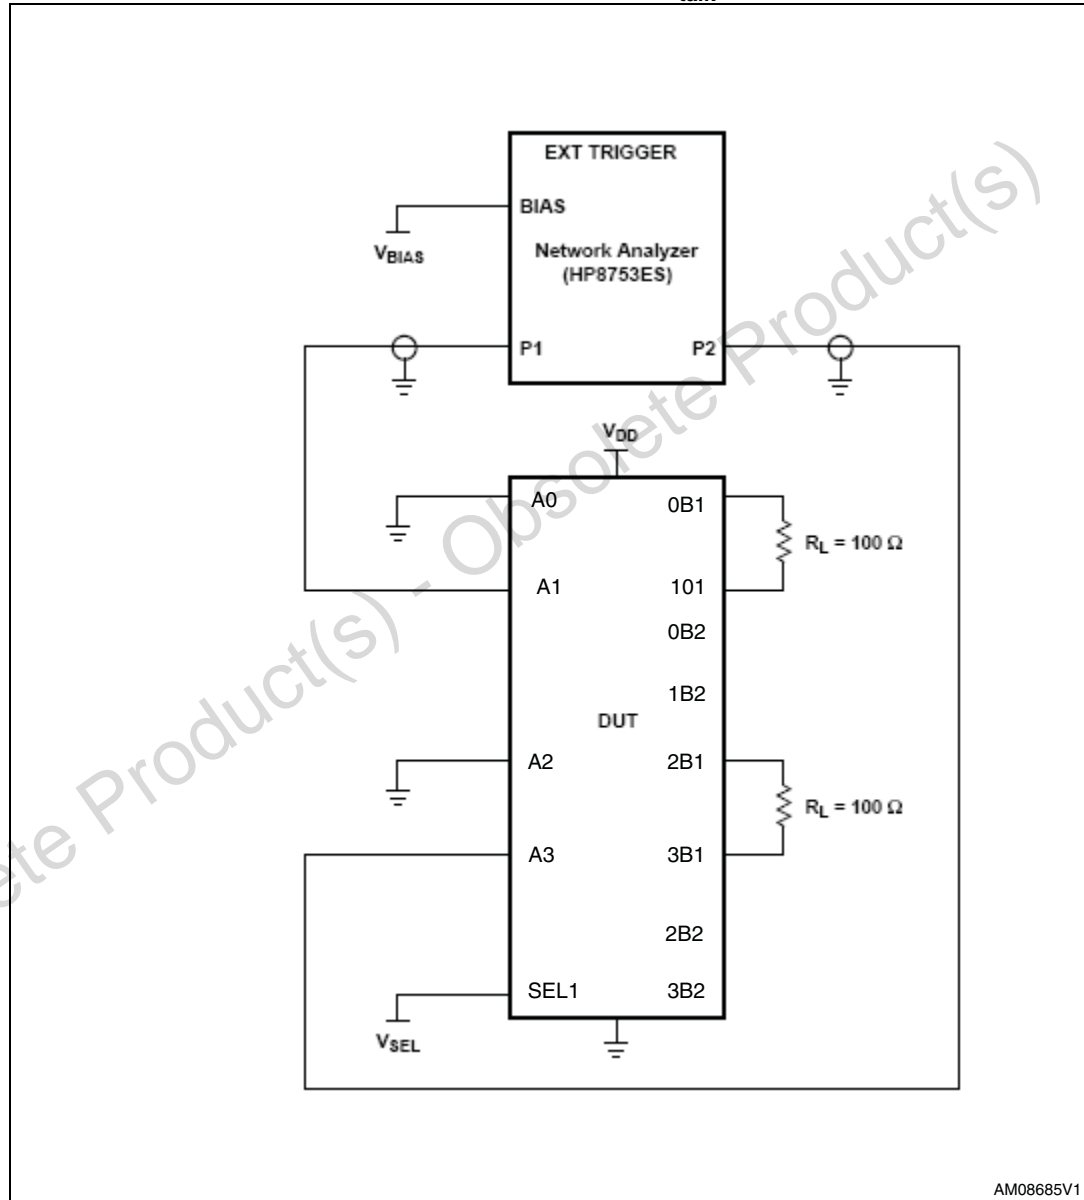 EXT TRIGGER
BIAS
VBIAS
Network Analyzer
(HP8753ES)
P1
P2
VDD
A0
0B1
RL = 100 Ω
A1
101
0B2
1B2
DUT
A2
2B1
RL = 100 Ω
A3
3B1
2B2
SEL1
3B2
VSEL
AM08685V1
ete Product(s) - Obsolete Product(s)